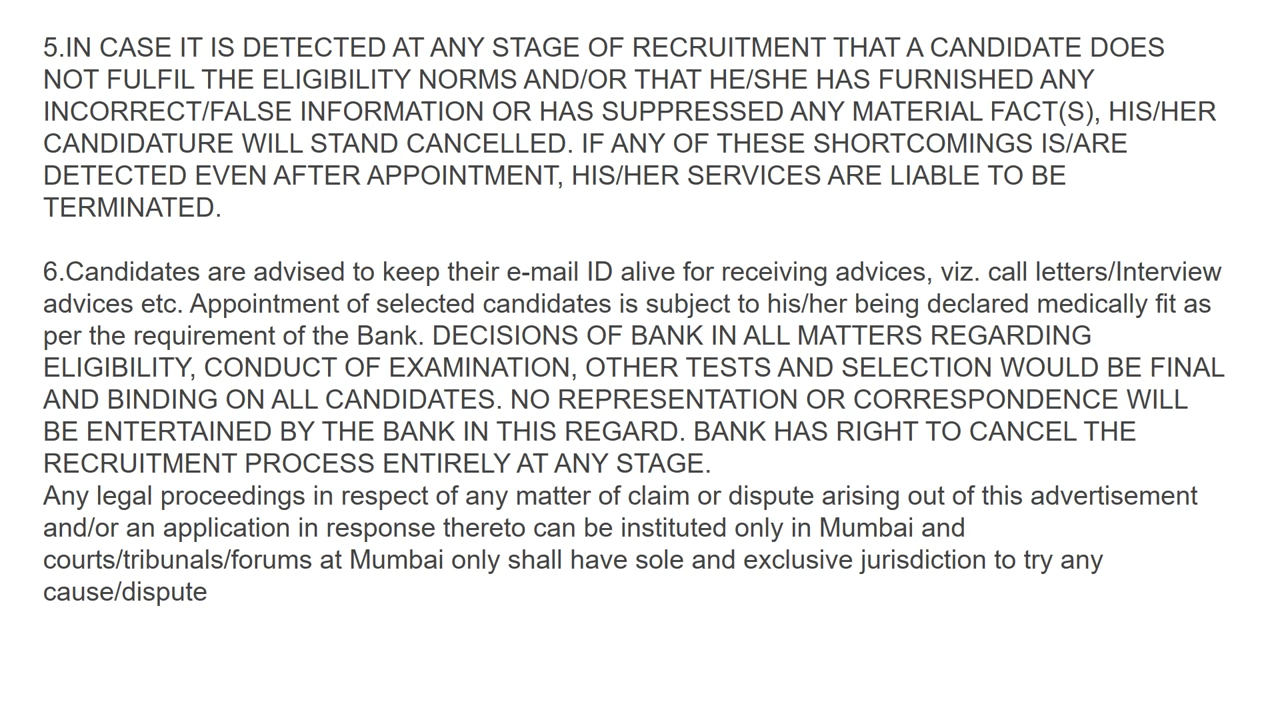 5.IN CASE IT IS DETECTED AT ANY STAGE OF RECRUITMENT THAT A CANDIDATE DOES
NOT FULFIL THE ELIGIBILITY NORMS AND/OR THAT HE/SHE HAS FURNISHED ANY
INCORRECT/FALSE INFORMATION OR HAS SUPPRESSED ANY MATERIAL FACT(S), HIS/HER
CANDIDATURE WILL STAND CANCELLED. IF ANY OF THESE SHORTCOMINGS IS/ARE
DETECTED EVEN AFTER APPOINTMENT, HIS/HER SERVICES ARE LIABLE TO BE
TERMINATED.
6.Candidates are advised to keep their e-mail ID alive for receiving advices, viz. call letters/Interview
advices etc. Appointment of selected candidates is subject to his/her being declared medically fit as
per the requirement of the Bank. DECISIONS OF BANK IN ALL MATTERS REGARDING
ELIGIBILITY, CONDUCT OF EXAMINATION, OTHER TESTS AND SELECTION WOULD BE FINAL
AND BINDING ON ALL CANDIDATES. NO REPRESENTATION OR CORRESPONDENCE WILL
BE ENTERTAINED BY THE BANK IN THIS REGARD. BANK HAS RIGHT TO CANCEL THE
RECRUITMENT PROCESS ENTIRELY AT ANY STAGE.
Any legal proceedings in respect of any matter of claim or dispute arising out of this advertisement
and/or an application in response thereto can be instituted only in Mumbai and
courts/tribunals/forums at Mumbai only shall have sole and exclusive jurisdiction to try any
cause/dispute